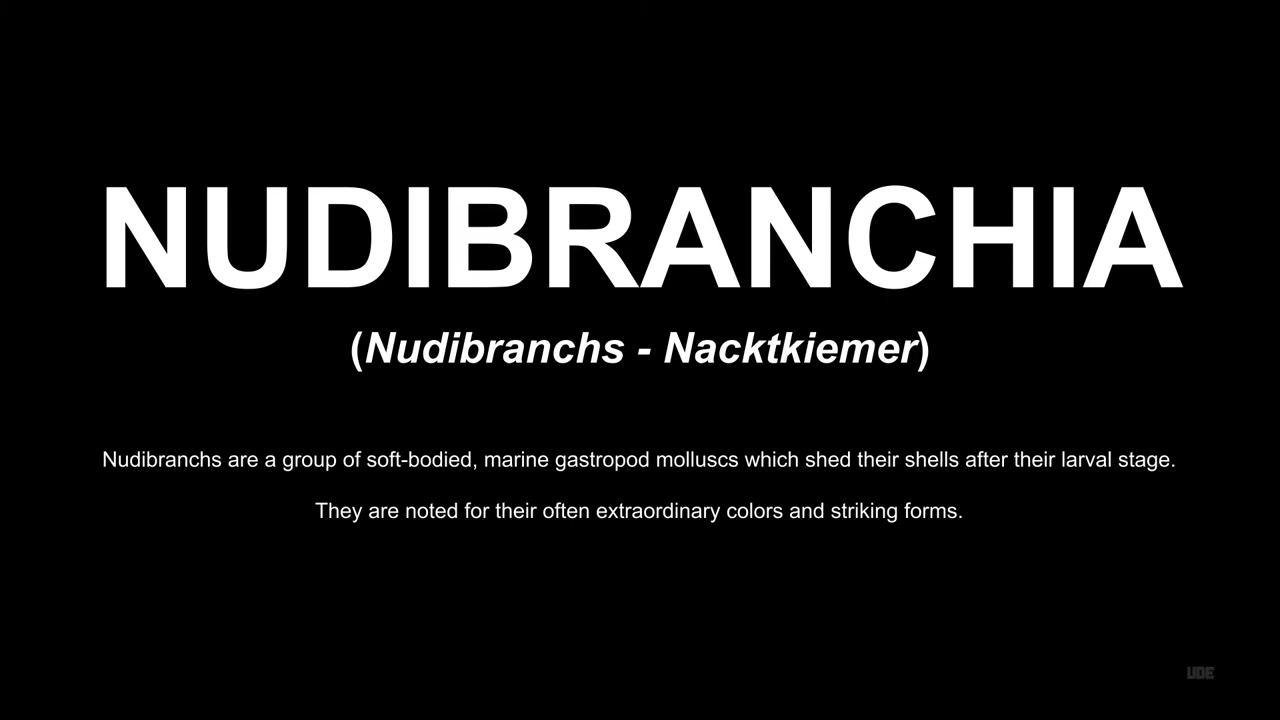 NUDIBRANCHIA
(Nudibranchs - Nacktkiemer)
Nudibranchs are a group of soft-bodied, marine gastropod molluscs which shed their shells after their larval stage.
They are noted for their often extraordinary colors and striking forms.
UDE